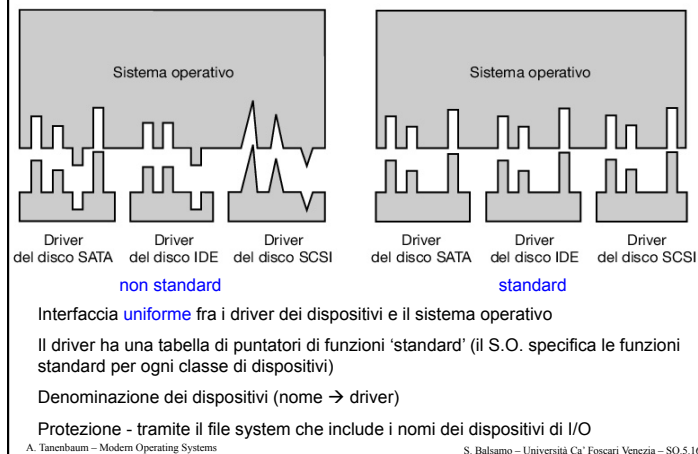 Sistema operativo
Sistema operativo
Driver del disco SATA
Driver del disco IDE
Driver del disco SCSI
Driver del disco SATA
Driver del disco IDE
Driver del disco SCSI
non standard
standard
Interfaccia uniforme fra i driver dei dispositivi e il sistema operativo
Il driver ha una tabella di puntatori di funzioni ‘standard’ (il S.O. specifica le funzioni
standard per ogni classe di dispositivi)
Denominazione dei dispositivi (nome → driver)
Protezione - tramite il file system che include i nomi dei dispositivi di I/O
A. Tanenbaum – Modern Operating Systems
S. Balsamo – Università Ca’ Foscari Venezia – SO.5.16